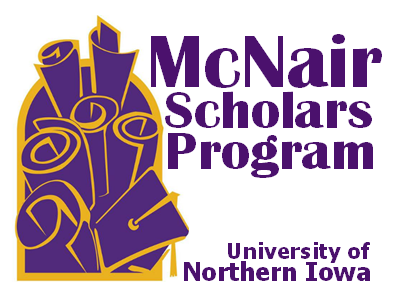 McNair
Scholars
Program
University of
Northern Iowa